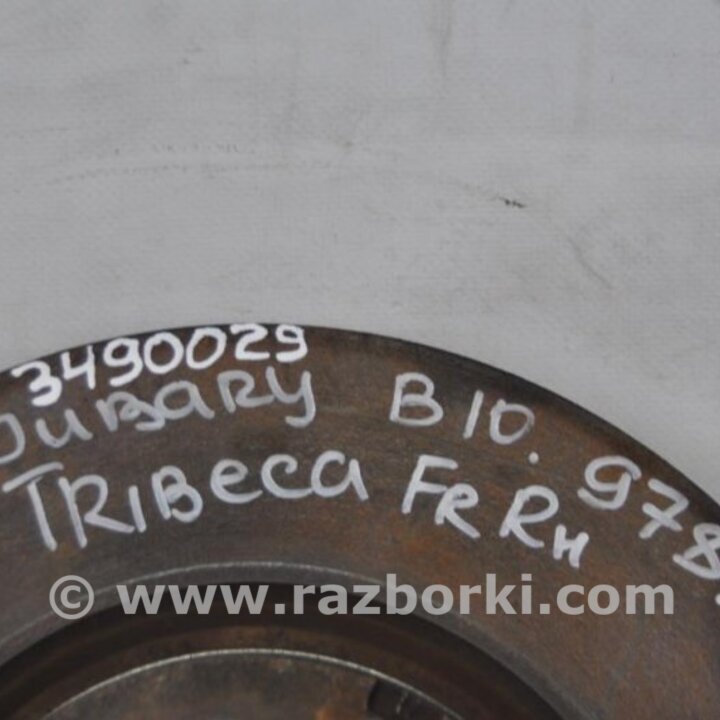 3490029
SUBARY B10. 978.
TRIBECA FR RH
© www.razborki.com